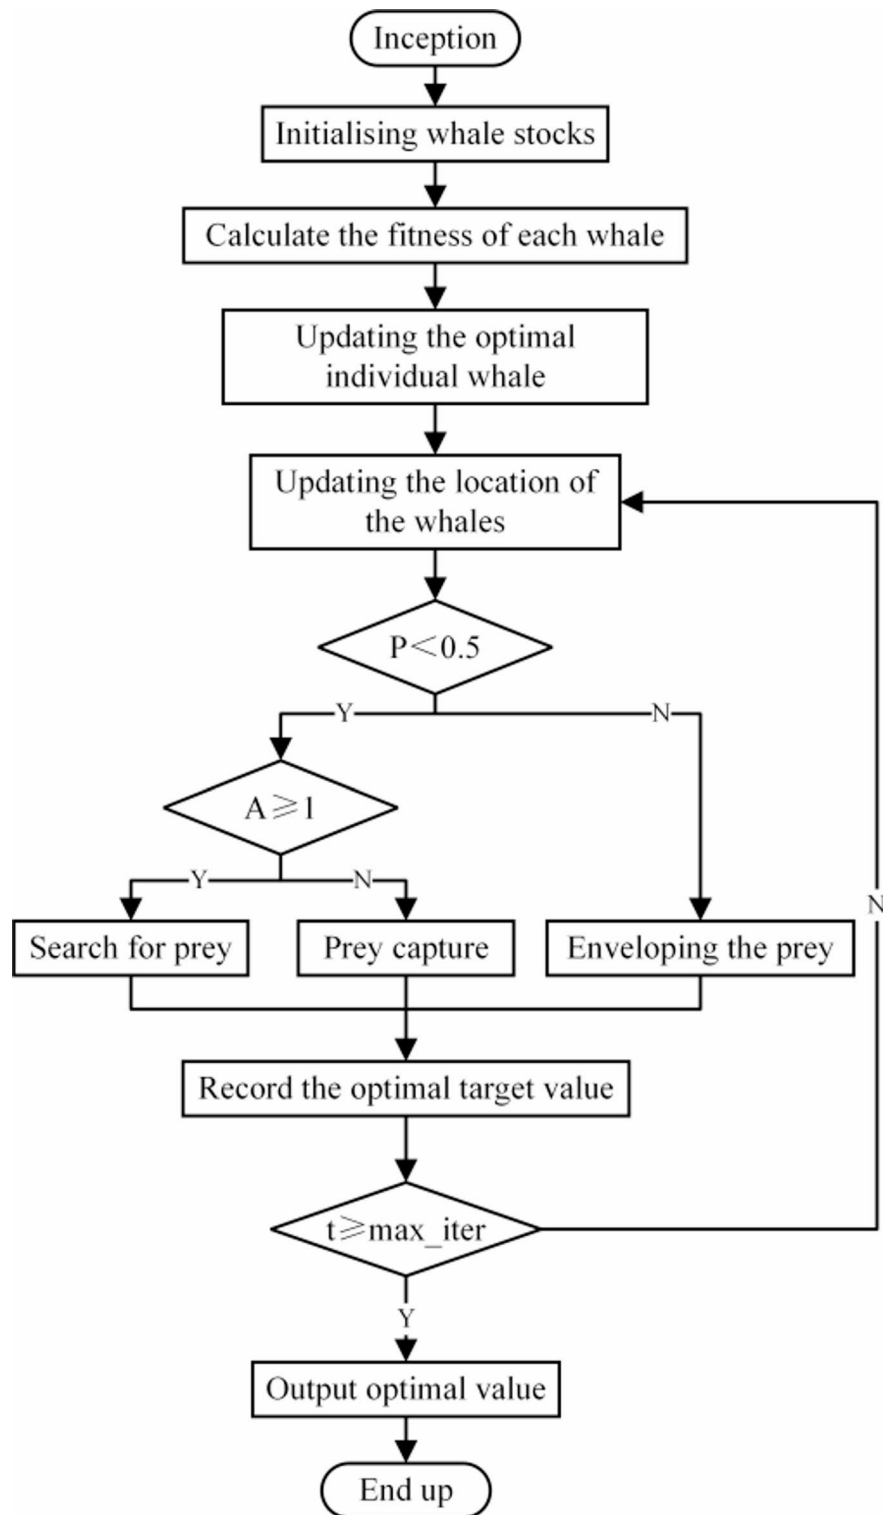 Inception
Initialising whale stocks
Calculate the fitness of each whale
Updating the optimal
individual whale
Updating the location of
the whales
P<0.5
Y
N
A≥1
Y
N
N
Search for prey
Prey capture
Enveloping the prey
Record the optimal target value
t≥max_iter
Y
Output optimal value
End up